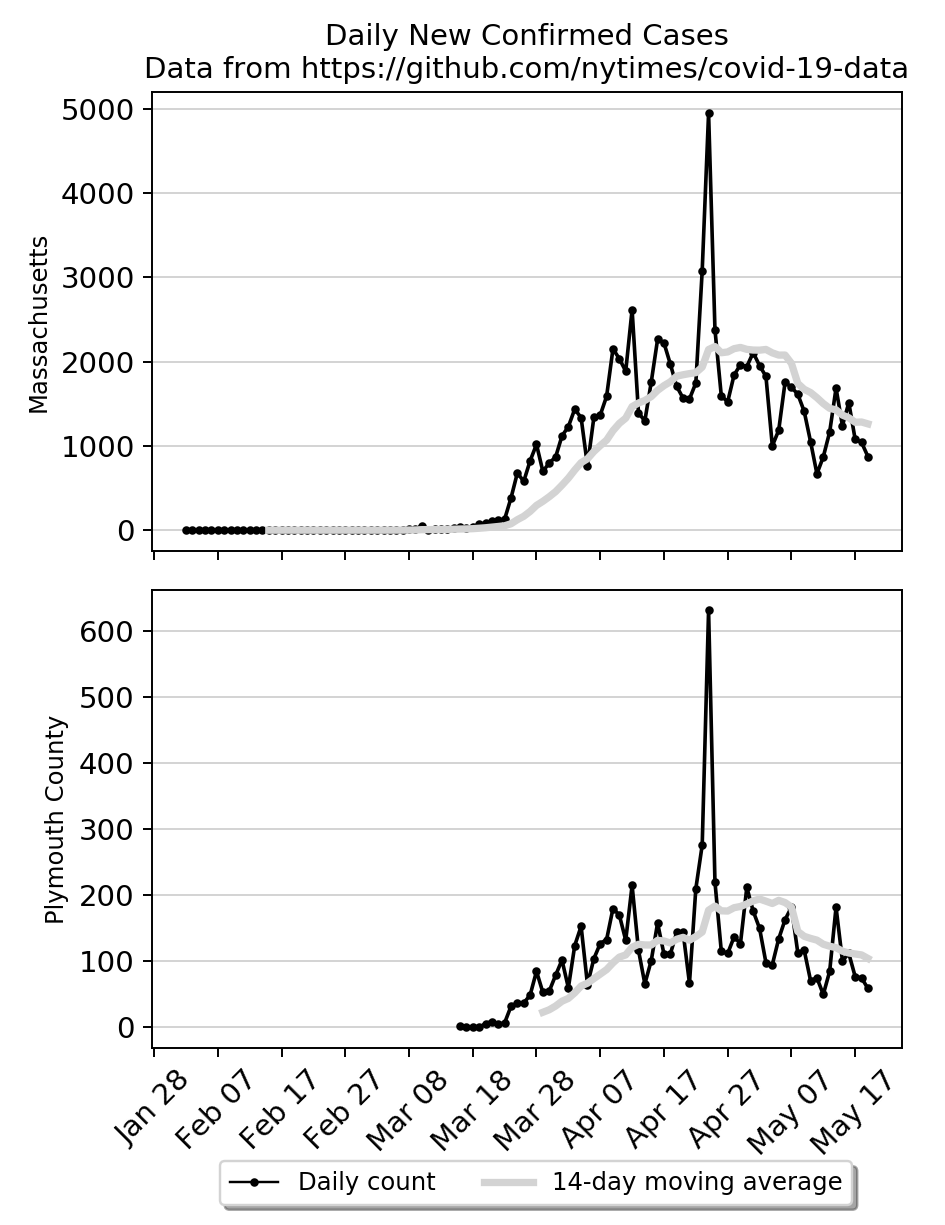 Daily New Confirmed Cases
Data from https://github.com/nytimes/covid-19-data
Massachusetts
5000
4000
3000
2000
1000
0
Plymouth County
600
500
400
300
200
100
0
Jan 28 Feb 07 Feb 17 Feb 27 Mar 08 Mar 18 Mar 28 Apr 07 Apr 17 Apr 27 May 07 May 17
Daily count 14-day moving average